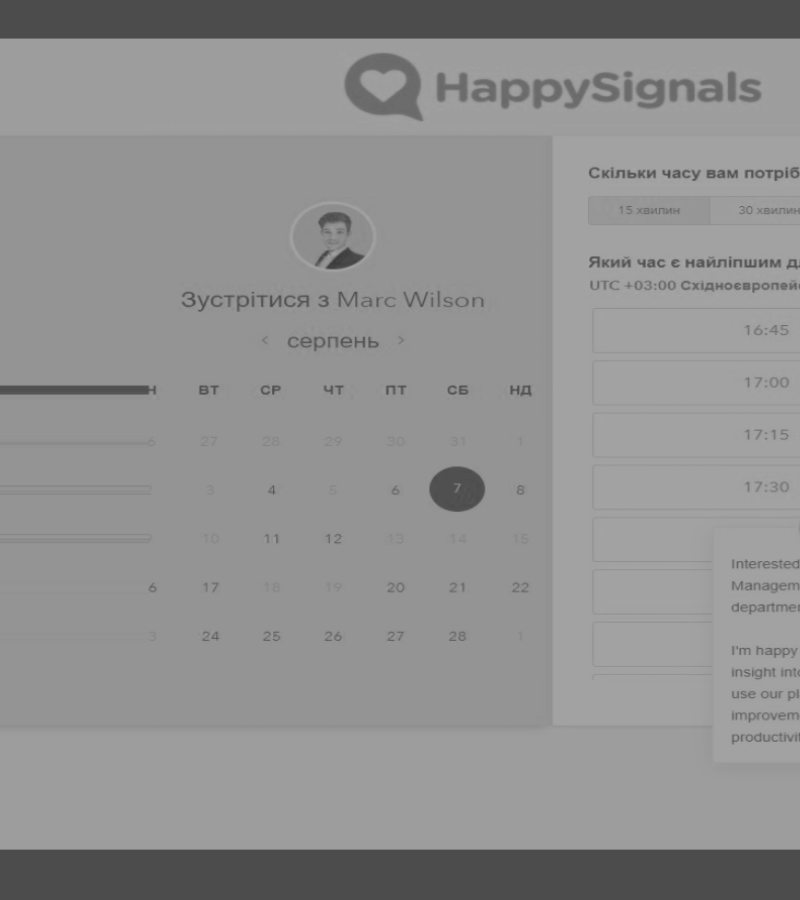 HappySignals
Зустрітися з Marc Wilson
< серпень >
Н ВТ СР ЧТ ПТ СБ НД
6 27 28 29 30 31 1
3 4 5 6 7 8
10 11 12 13 14 15
6 17 18 19 20 21 22
3 24 25 26 27 28 1
Скільки часу вам потріб
15 хвилин 30 хвилин
Який час є найліпшим д
UTC +03:00 Східноєвропей
16:45
17:00
17:15
17:30
Interested
Managem
departmen
I'm happy
insight into
use our pl
improvem
productivit